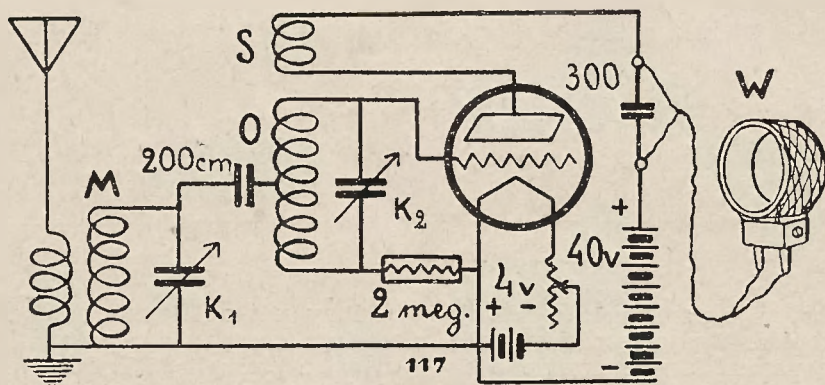 S
300
W
O
200cm
M
K₂
K₁
+
40v
4v
+ -
2 meg.
-
117